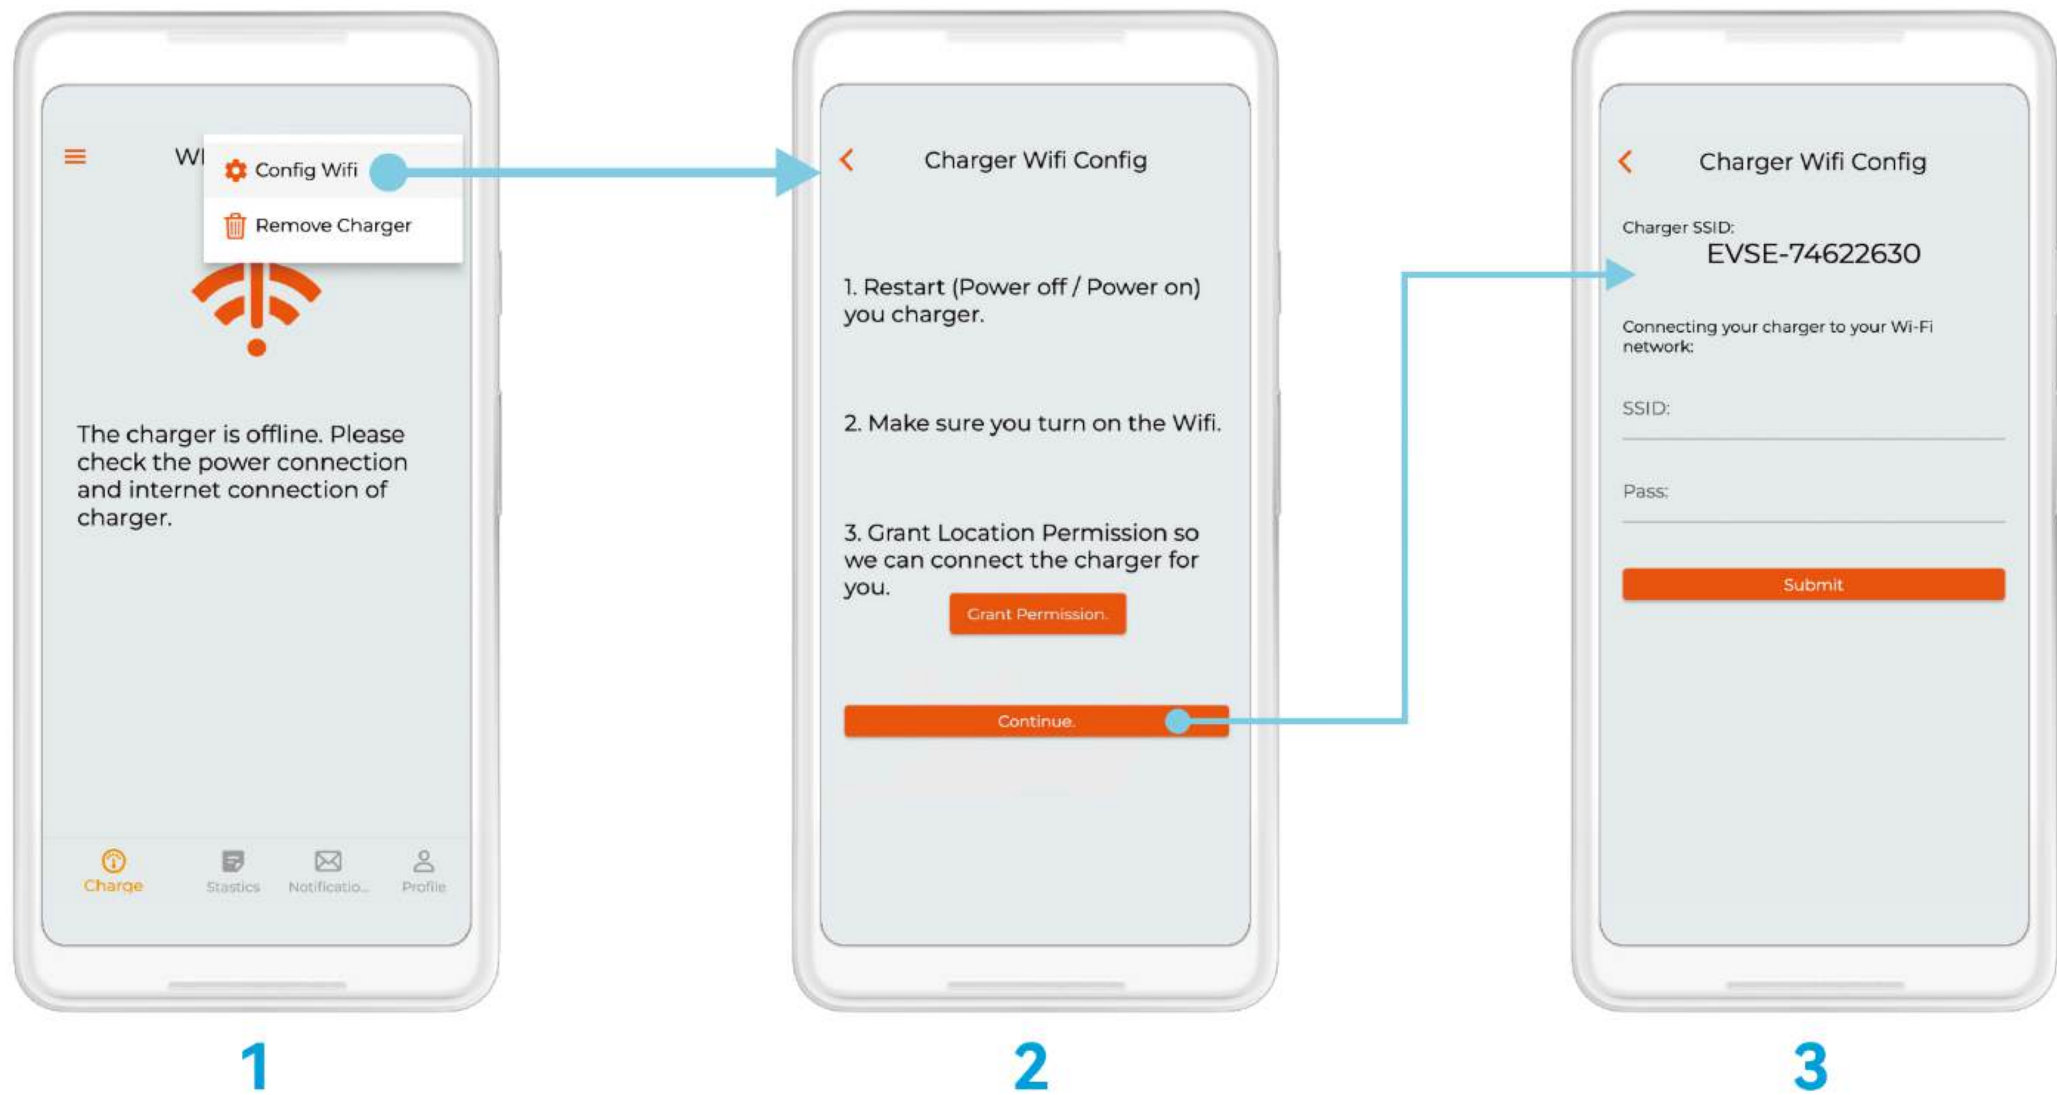 WI
Config Wifi
Remove Charger
The charger is offline. Please
check the power connection
and internet connection of
charger.
Charge
Stastics
Notificatio...
Profile
1
Charger Wifi Config
1. Restart (Power off / Power on)
you charger.
2. Make sure you turn on the Wifi.
3. Grant Location Permission so
we can connect the charger for
you.
Grant Permission.
Continue.
2
Charger Wifi Config
Charger SSID:
EVSE-74622630
Connecting your charger to your Wi-Fi
network:
SSID:
Pass:
Submit
3